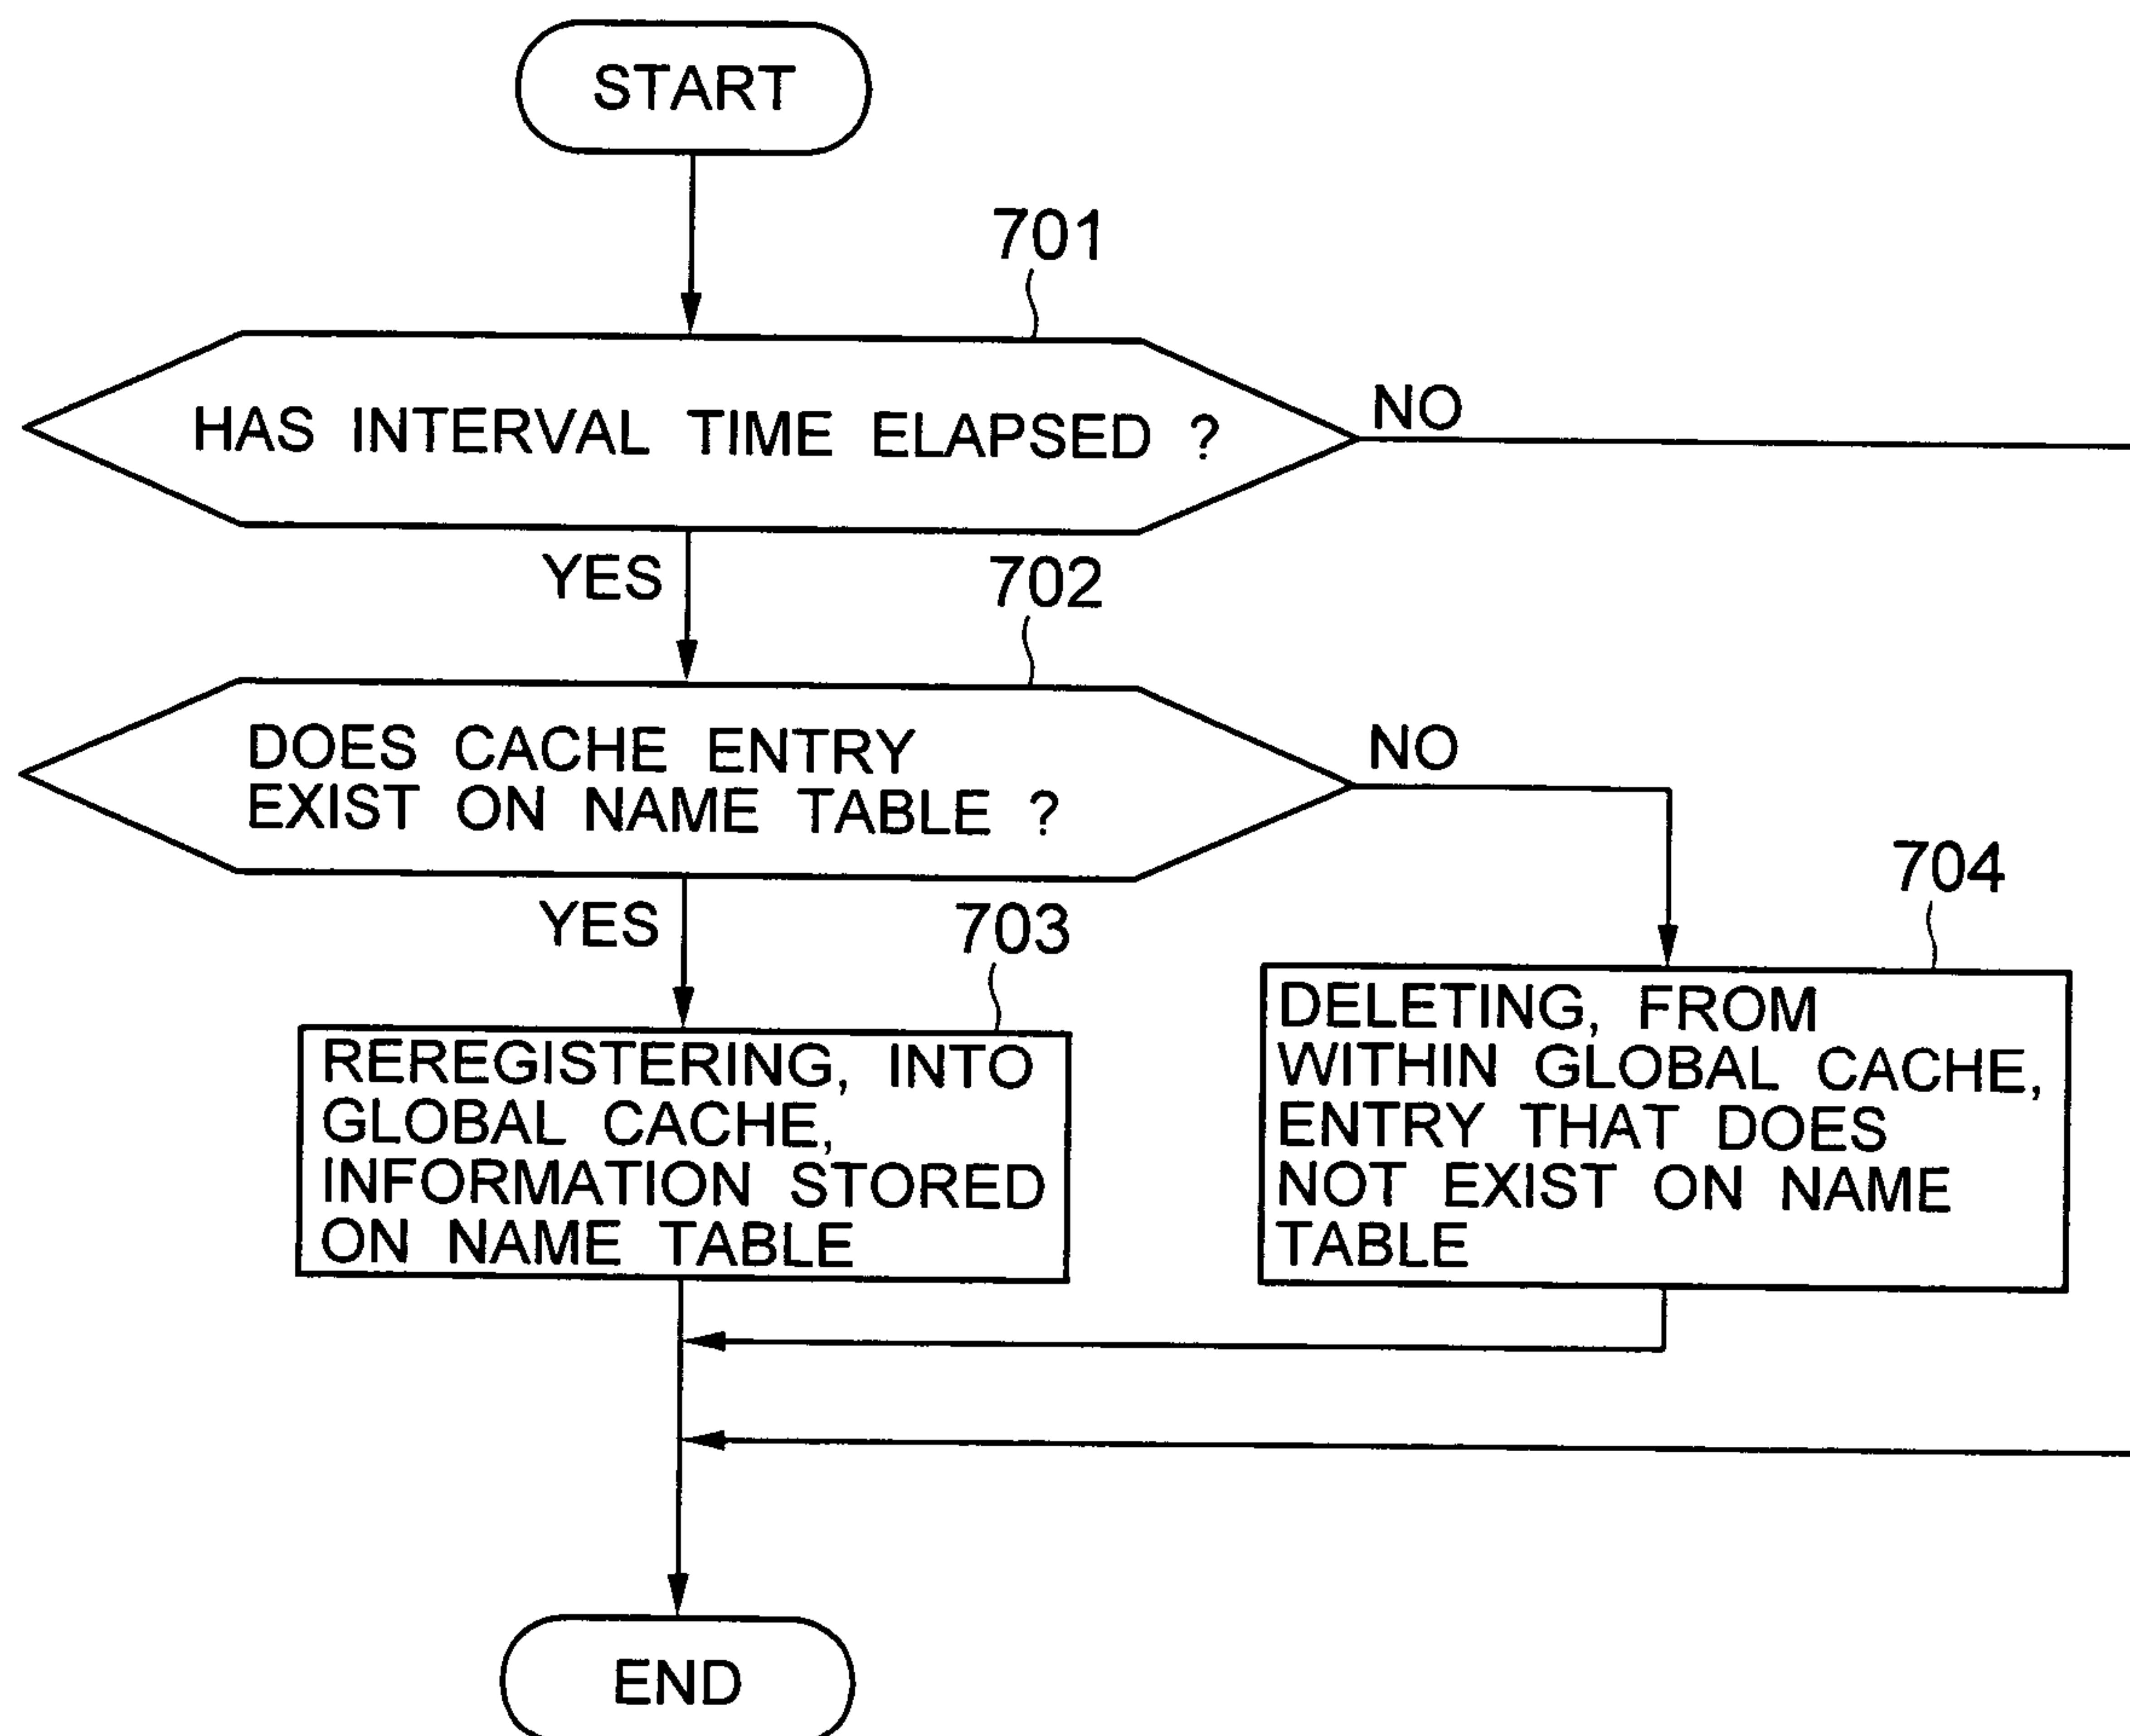 START
701
HAS INTERVAL TIME ELAPSED ?
NO
YES
702
DOES CACHE ENTRY
EXIST ON NAME TABLE ?
NO
YES
703
704
REREGISTERING, INTO
GLOBAL CACHE,
INFORMATION STORED
ON NAME TABLE
DELETING, FROM
WITHIN GLOBAL CACHE,
ENTRY THAT DOES
NOT EXIST ON NAME
TABLE
END